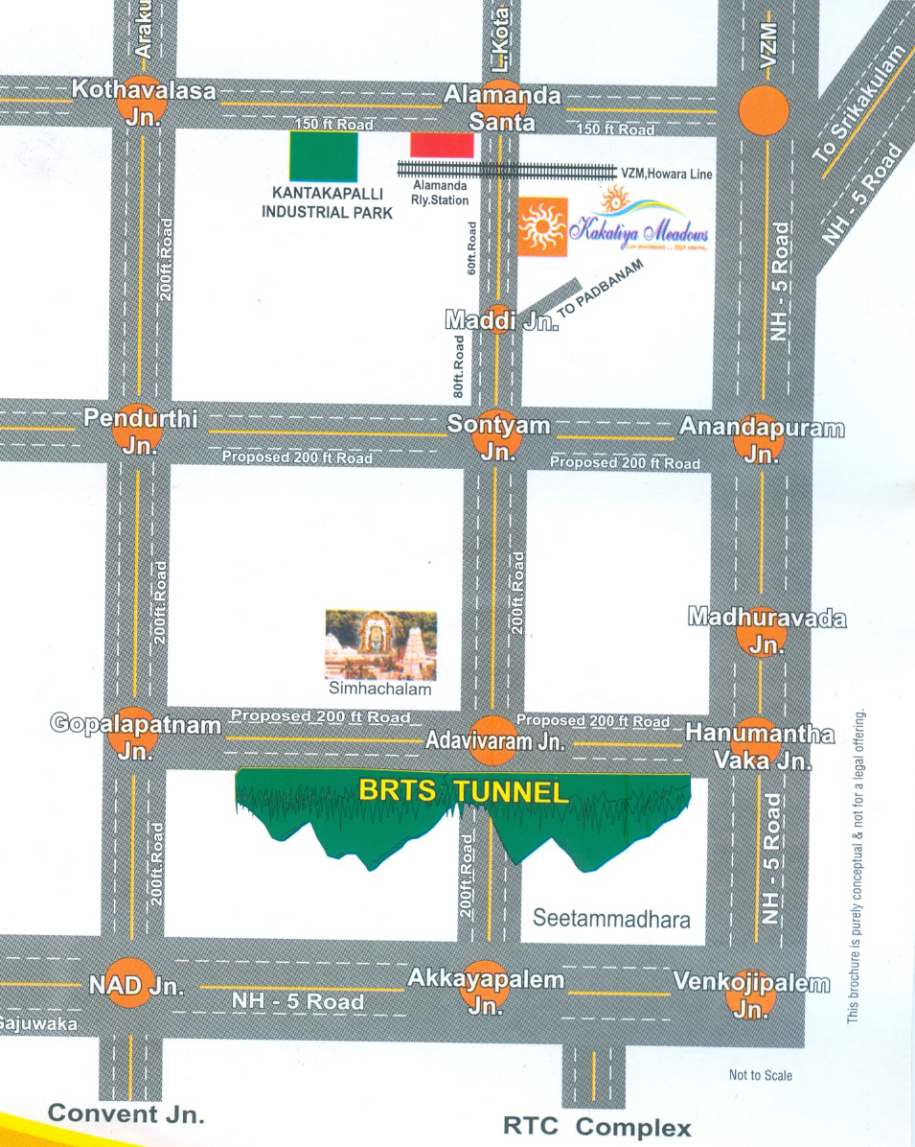 Araku
L.Kota
VZM
Kothavalasa
Jn.
Alamanda
Santa
150 ft Road
150 ft Road
To Srikakulam
NH - 5 Road
KANTAKAPALLI
INDUSTRIAL PARK
Alamanda
Rly.Station
VZM,Howara Line
Kakatiya Meadows
200ft.Road
60ft.Road
NH - 5 Road
TO PADBANAM
Maddi Jn.
80ft.Road
Pendurthi
Jn.
Sontyam
Jn.
Anandapuram
Jn.
Proposed 200 ft Road
Proposed 200 ft Road
200ft.Road
200ft.Road
Madhuravada
Jn.
Simhachalam
Gopalapatnam
Jn.
Proposed 200 ft Road
Adavivaram Jn.
Proposed 200 ft Road
Hanumantha
Vaka Jn.
BRTS TUNNEL
200ft.Road
200ft.Road
NH - 5 Road
Seetammadhara
NAD Jn.
NH - 5 Road
Akkayapalem
Jn.
Venkojipalem
Jn.
Gajuwaka
Convent Jn.
RTC Complex
Not to Scale
This brochure is purely conceptual & not for a legal offering.